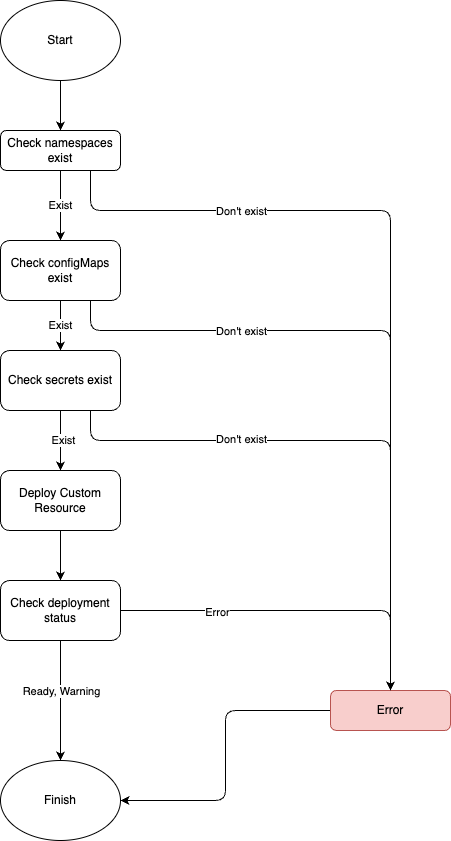 Start
Check namespaces
exist
Exist
Don't exist
Check configMaps
exist
Exist
Don't exist
Check secrets exist
Exist
Don't exist
Deploy Custom
Resource
Check deployment
status
Error
Ready, Warning
Error
Finish